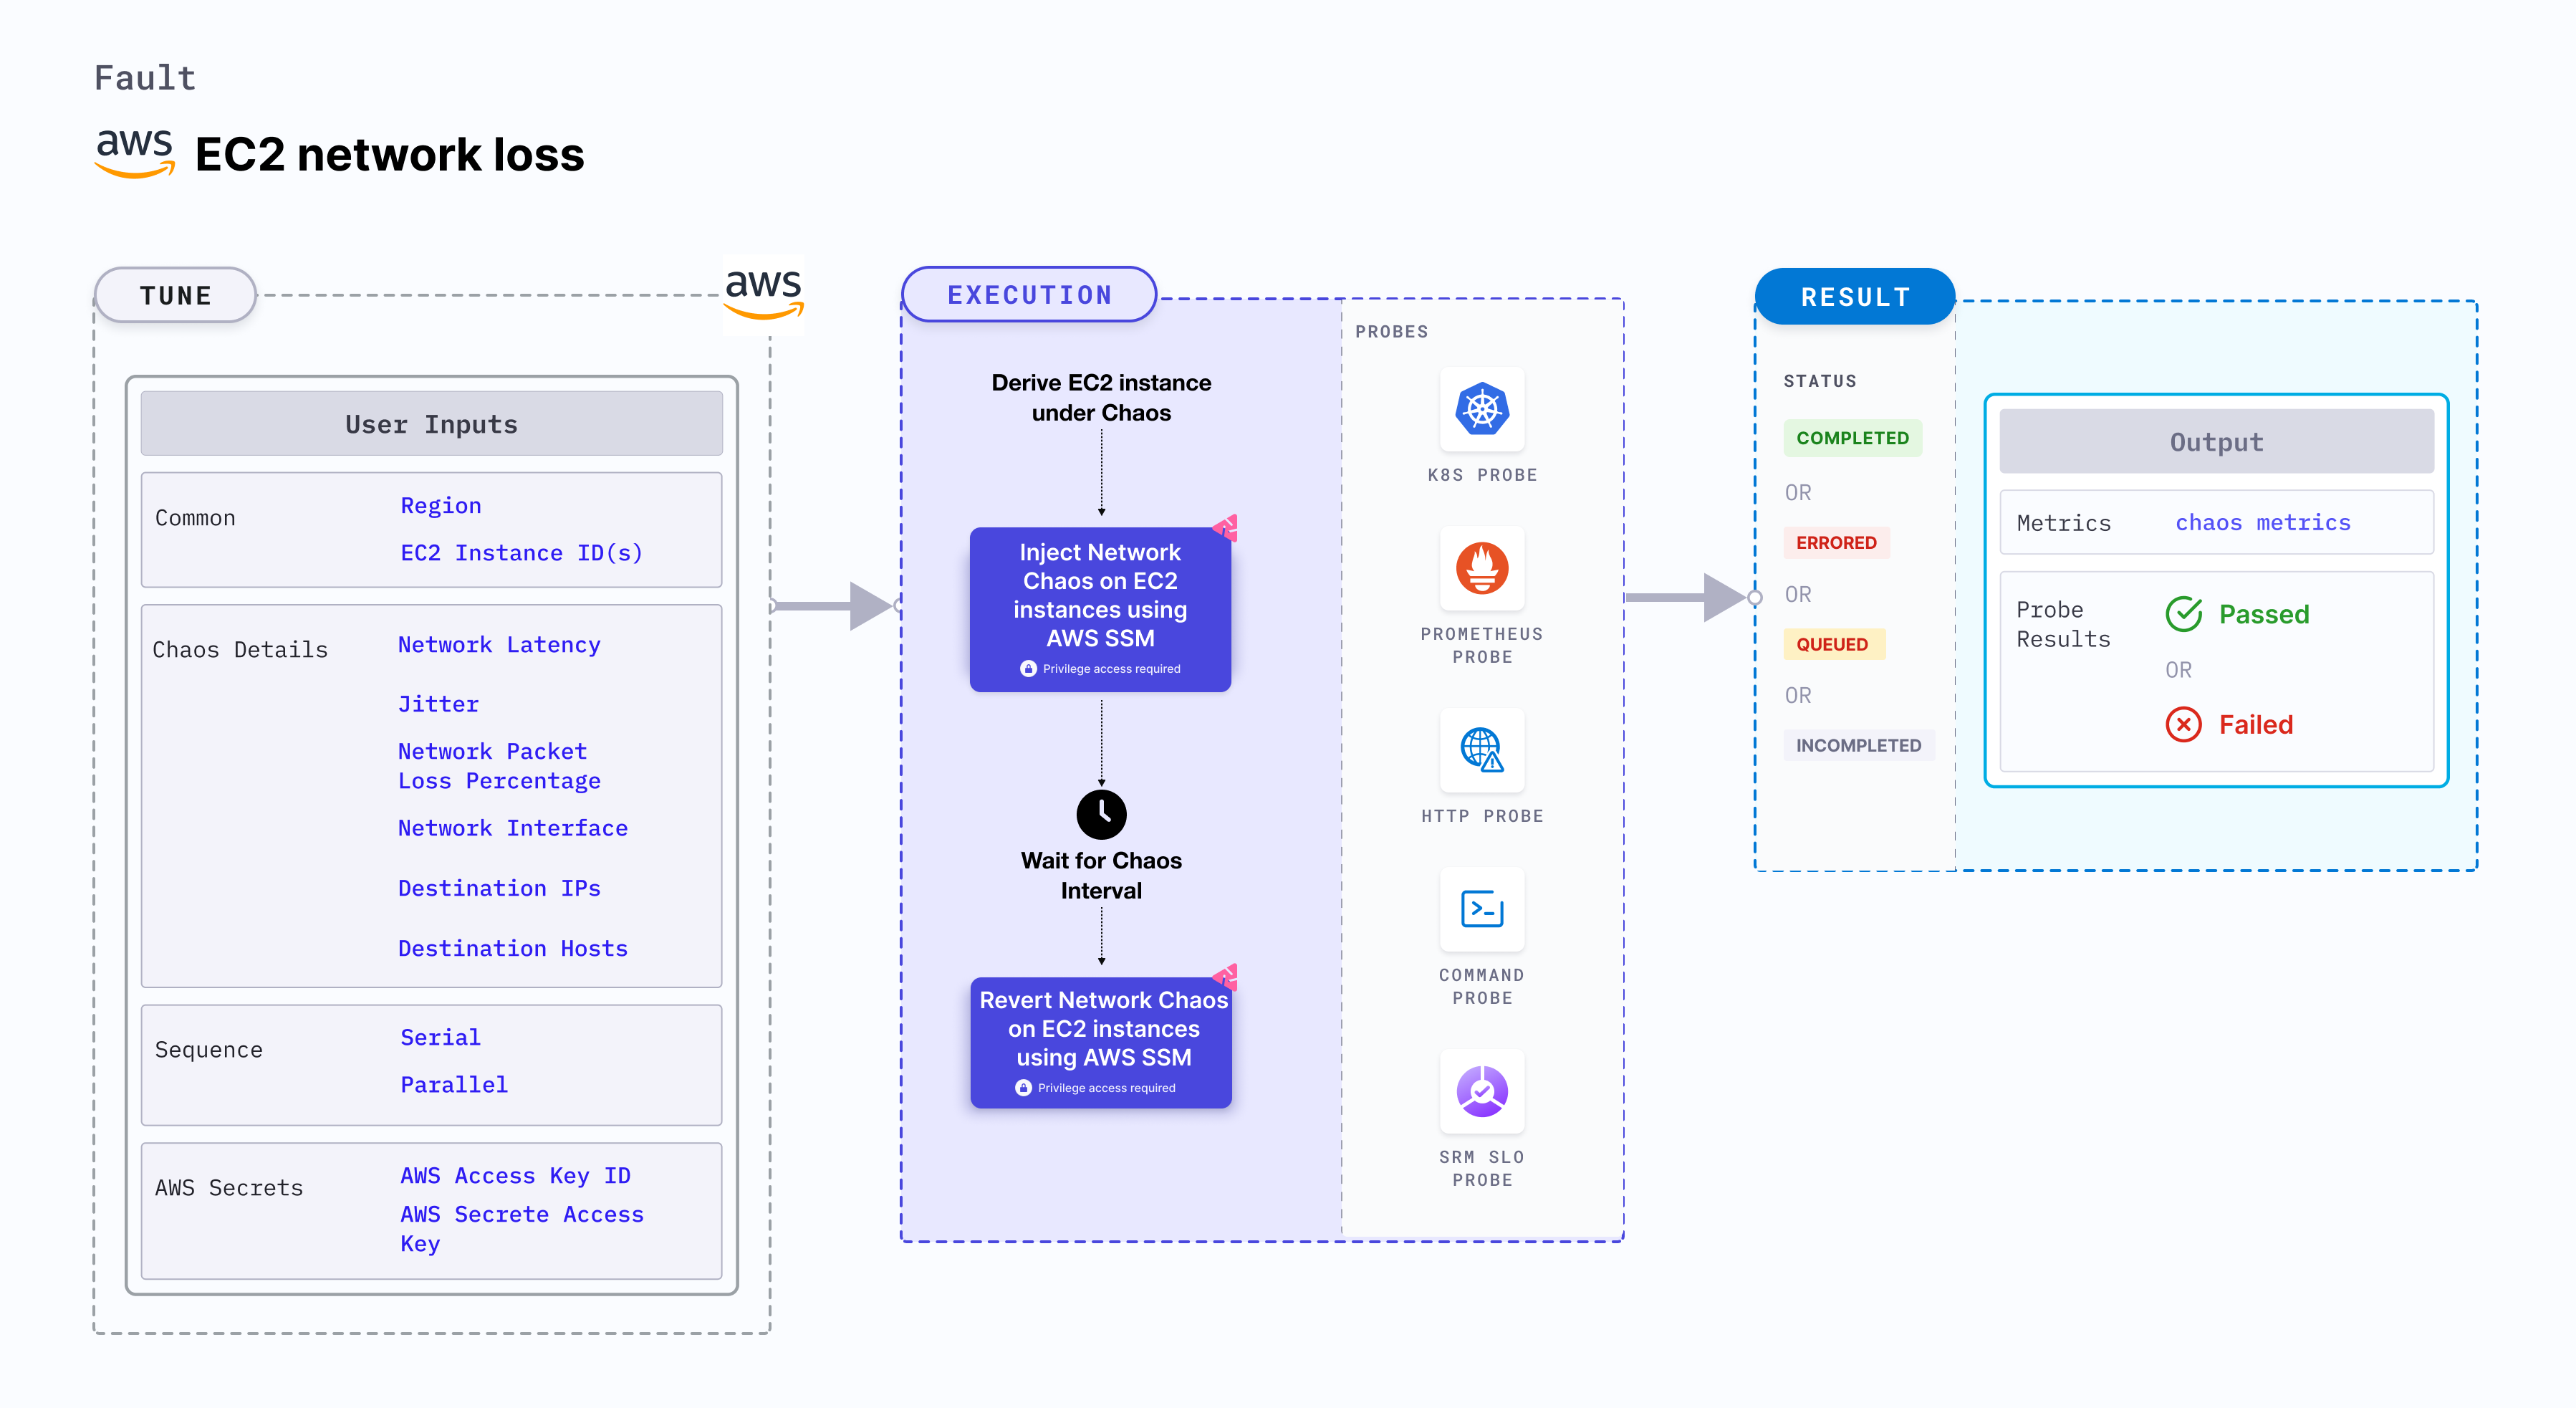 Fault
aws EC2 network loss
TUNE
aws
User Inputs
Common
Region
EC2 Instance ID(s)
Chaos Details
Network Latency
Jitter
Network Packet
Loss Percentage
Network Interface
Destination IPs
Destination Hosts
Sequence
Serial
Parallel
AWS Secrets
AWS Access Key ID
AWS Secrete Access
Key
EXECUTION
Derive EC2 instance
under Chaos
Inject Network
Chaos on EC2
instances using
AWS SSM
Privilege access required
Wait for Chaos
Interval
Revert Network Chaos
on EC2 instances
using AWS SSM
Privilege access required
PROBES
K8S PROBE
PROMETHEUS
PROBE
HTTP PROBE
COMMAND
PROBE
SRM SLO
PROBE
RESULT
STATUS
COMPLETED
OR
ERRORED
OR
QUEUED
OR
INCOMPLETED
Output
Metrics
chaos metrics
Probe
Results
Passed
OR
Failed